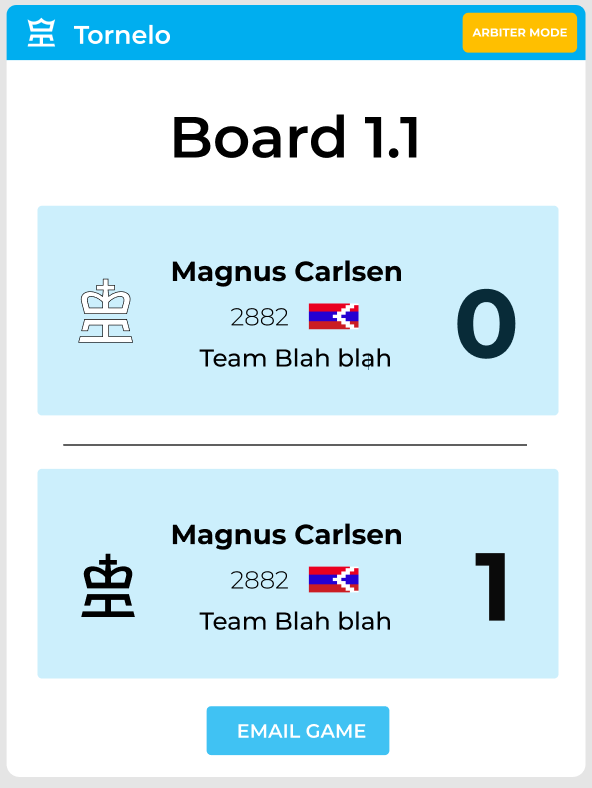 Tornelo
ARBITER MODE
Board 1.1
Magnus Carlsen
2882
Team Blah blah
0
Magnus Carlsen
2882
Team Blah blah
1
EMAIL GAME